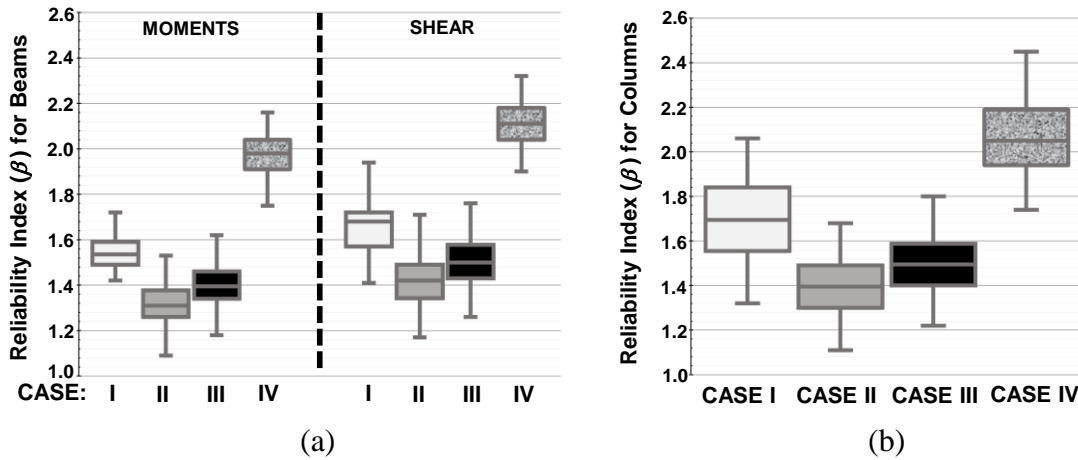 Reliability Index (β) for Beams
2.6
2.4
2.2
2.0
1.8
1.6
1.4
1.2
1.0
MOMENTS
SHEAR
CASE: I II III IV I II III IV
(a)
Reliability Index (β) for Columns
2.6
2.4
2.2
2.0
1.8
1.6
1.4
1.2
1.0
CASE I CASE II CASE III CASE IV
(b)